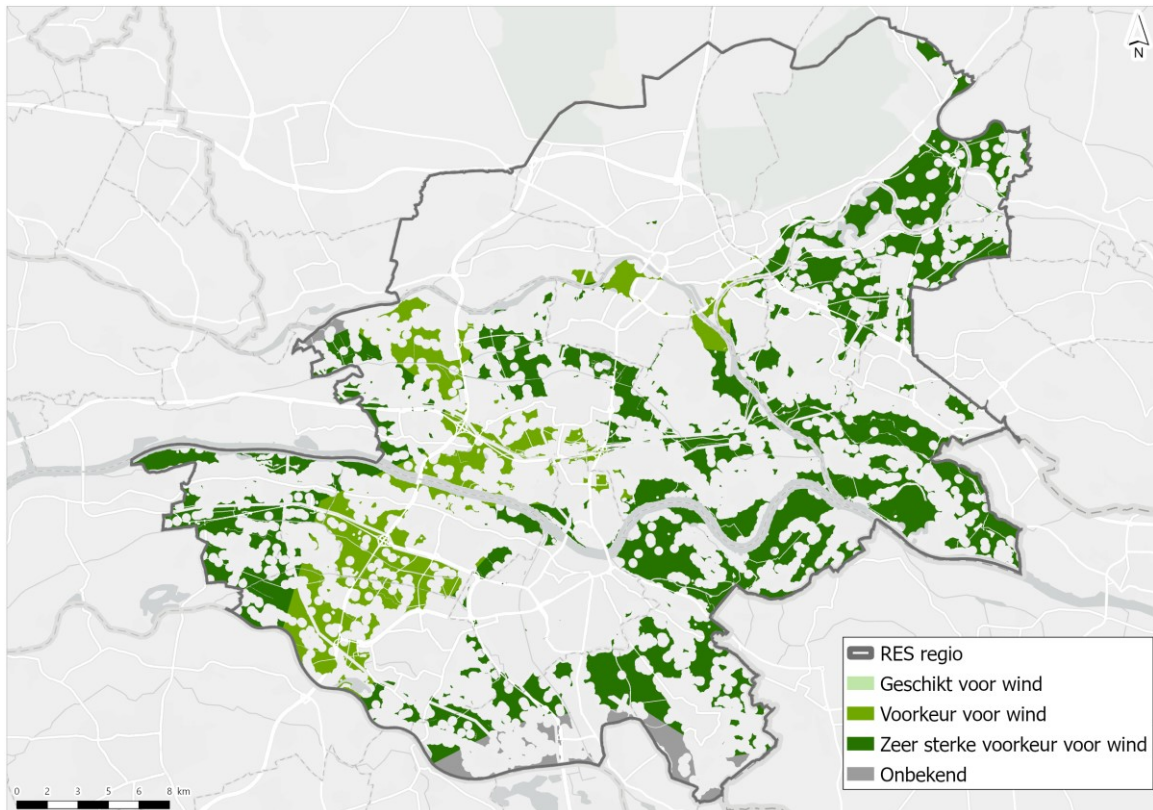 N
RES regio
Geschikt voor wind
Voorkeur voor wind
Zeer sterke voorkeur voor wind
Onbekend
0 2 3 5 6 8 km